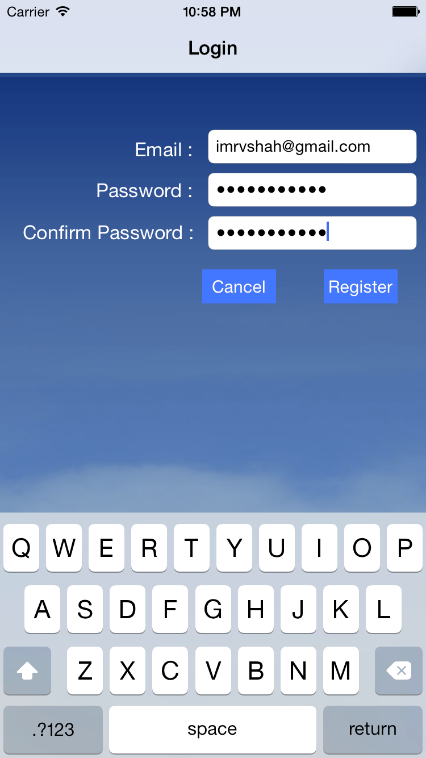 Carrier 10:58 PM
Login
Email : imrvshah@gmail.com
Password : ●●●●●●●●●●●
Confirm Password : ●●●●●●●●●●●
Cancel Register
Q W E R T Y U I O P
A S D F G H J K L
Z X C V B N M
.?123 space return